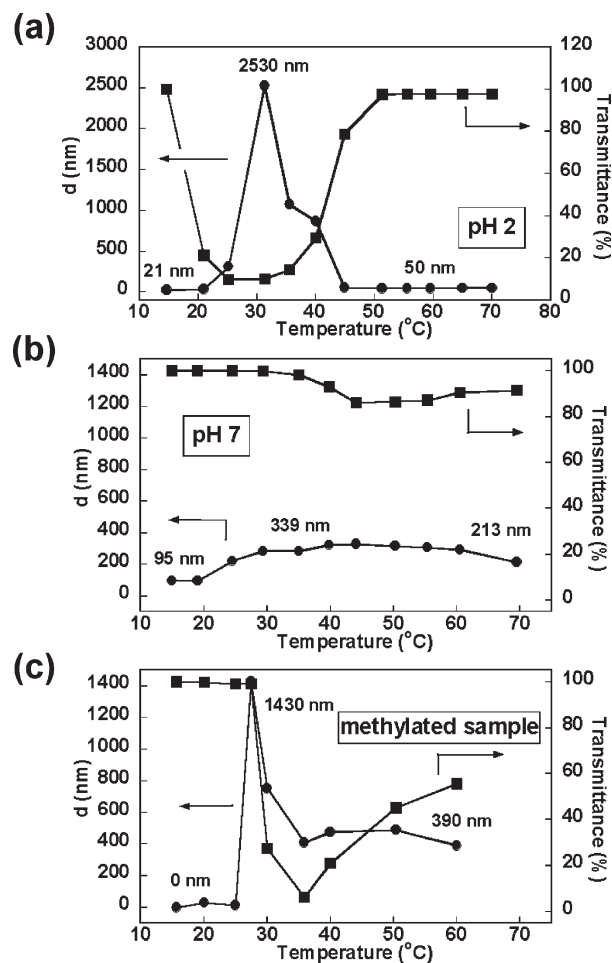 (a)
3000
2500
2000
1500
1000
500
0
d (nm)
2530 nm
21 nm
50 nm
pH 2
120
100
80
60
40
20
0
Transmittance (%)
10 20 30 40 50 60 70 80
Temperature (°C)
(b)
1400
1200
1000
800
600
400
200
0
d (nm)
pH 7
95 nm
339 nm
213 nm
100
80
60
40
20
0
Transmittance (%)
10 20 30 40 50 60 70
Temperature (°C)
(c)
1400
1200
1000
800
600
400
200
0
d (nm)
1430 nm
methylated sample
0 nm
390 nm
100
80
60
40
20
0
Transmittance (%)
10 20 30 40 50 60 70
Temperature (°C)